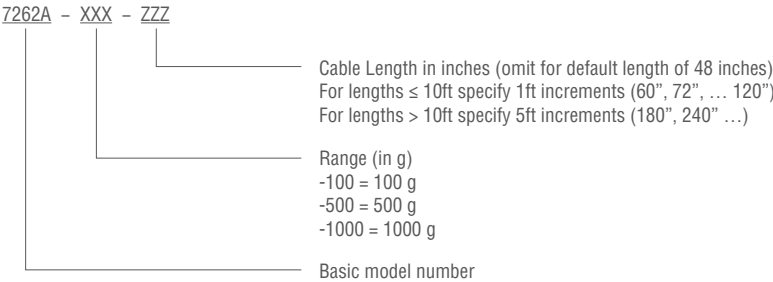 7262A – XXX – ZZZ
Cable Length in inches (omit for default length of 48 inches)
For lengths ≤ 10ft specify 1ft increments (60”, 72”, … 120”)
For lengths > 10ft specify 5ft increments (180”, 240” …)
Range (in g)
-100 = 100 g
-500 = 500 g
-1000 = 1000 g
Basic model number